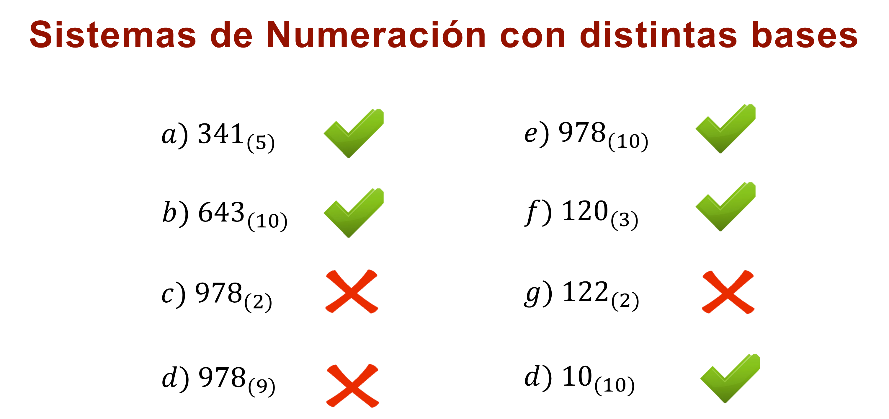 Sistemas de Numeración con distintas bases
a) 341(5)
b) 643(10)
c) 978(2)
d) 978(9)
e) 978(10)
f) 120(3)
g) 122(2)
d) 10(10)